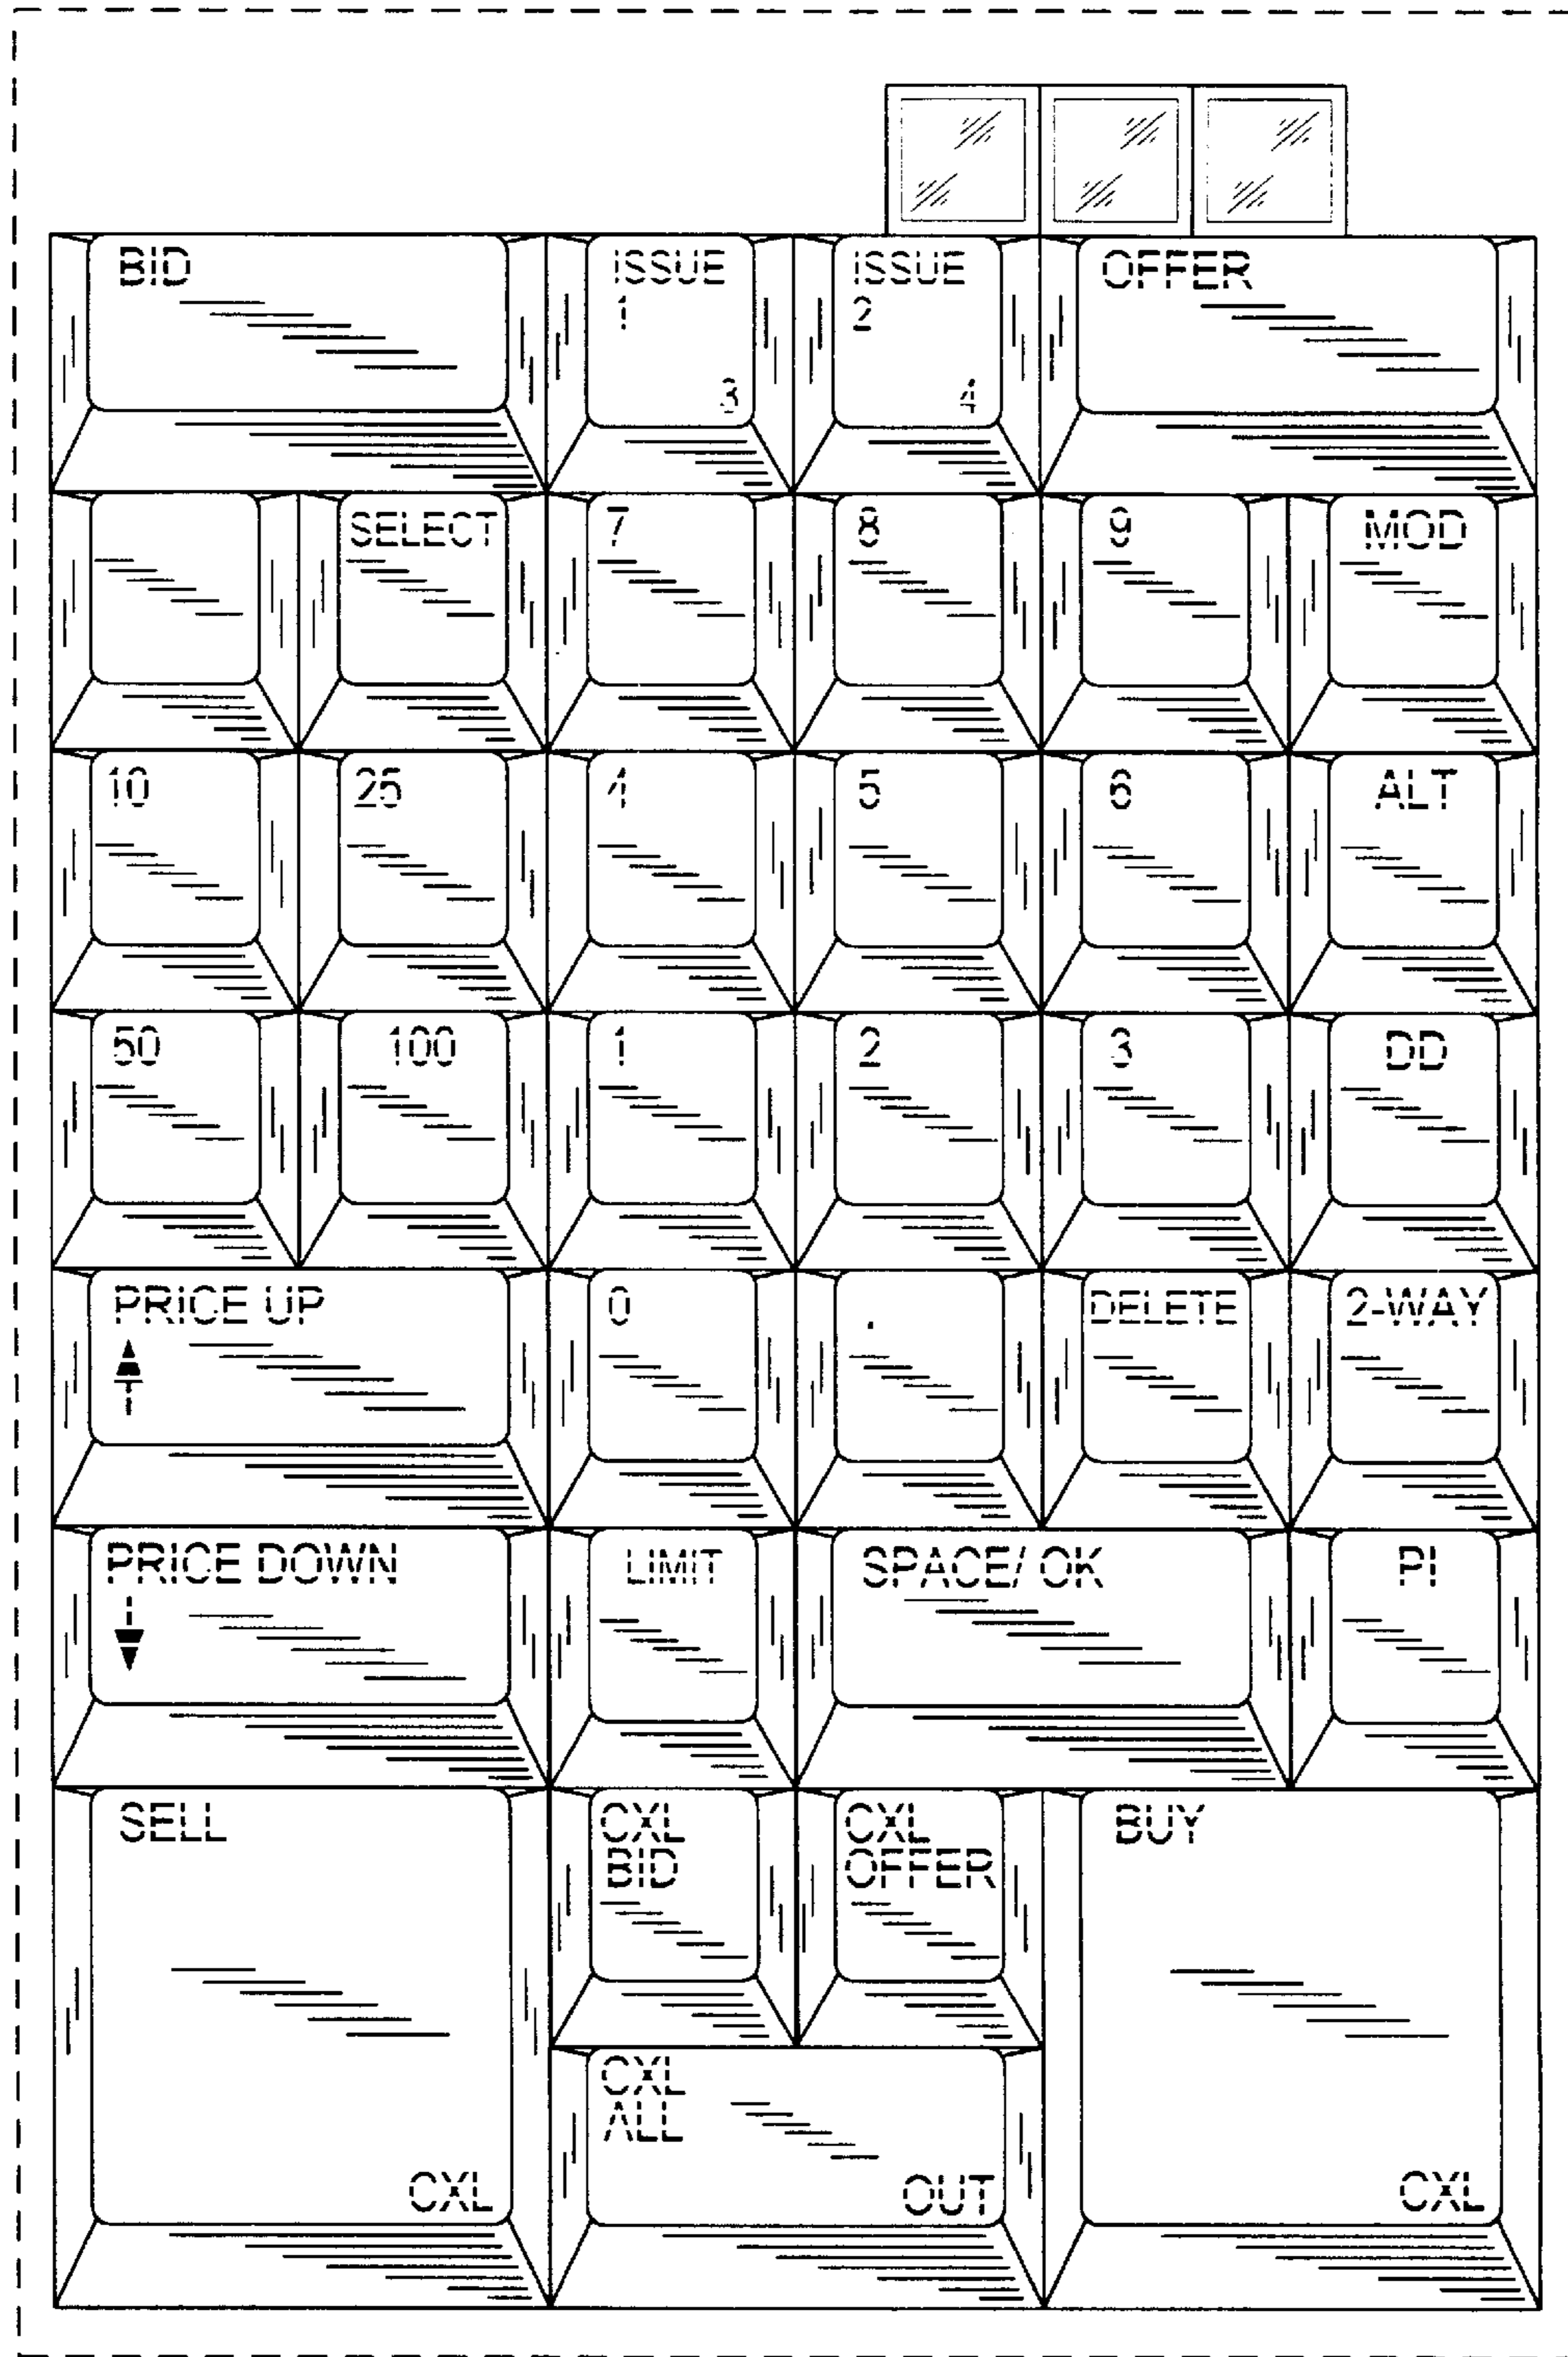 BID
ISSUE
1
3
ISSUE
2
4
OFFER
SELECT
7
8
9
MOD
10
25
4
5
6
ALT
50
100
1
2
3
DD
PRICE UP
0
.
DELETE
2-WAY
PRICE DOWN
LIMIT
SPACE/ OK
PI
SELL
CXL
CXL
BID
CXL
OFFER
BUY
CXL
CXL
ALL
OUT